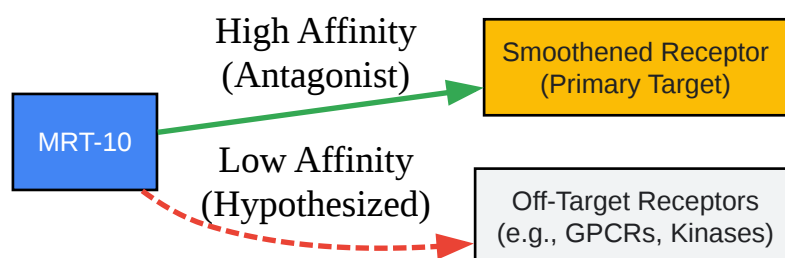 High Affinity
(Antagonist)
Smoothened Receptor
(Primary Target)
MRT-10
Low Affinity
(Hypothesized)
Off-Target Receptors
(e.g., GPCRs, Kinases)